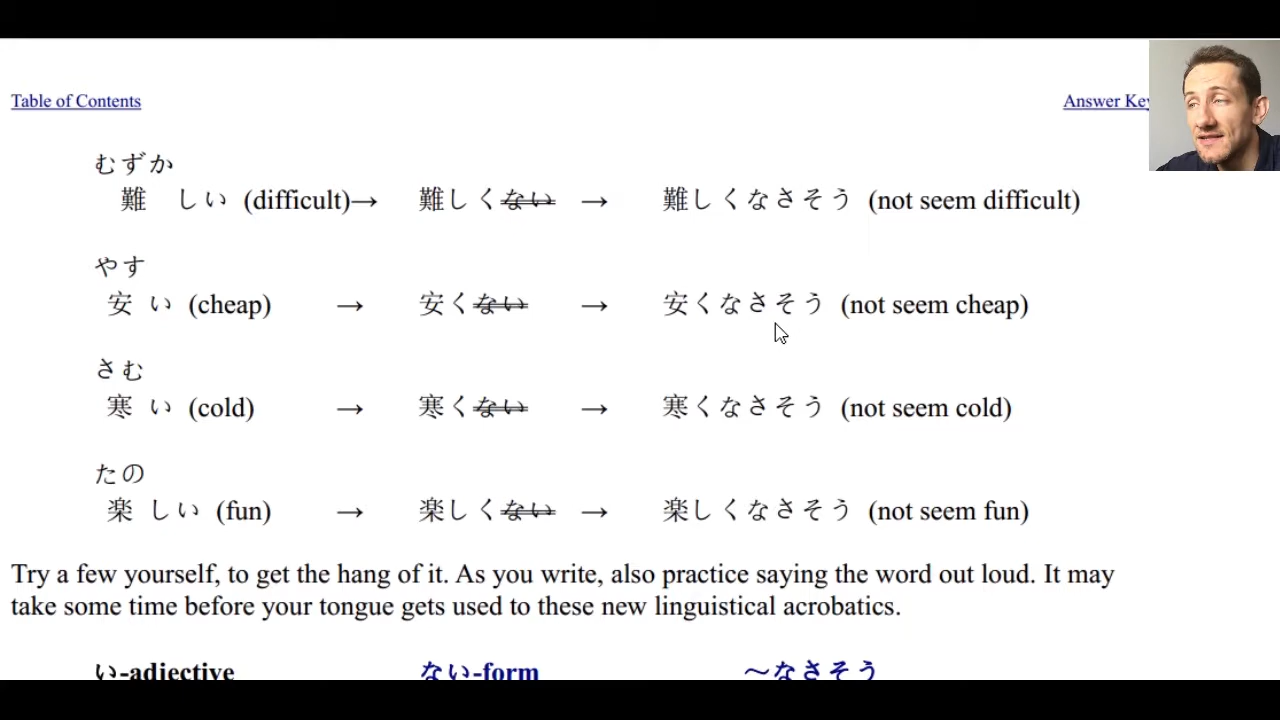 Table of Contents
Answer Key
むずか
難 しい (difficult)→ 難しくない → 難しくなさそう (not seem difficult)
やす
安 い (cheap) → 安くない → 安くなさそう (not seem cheap)
さむ
寒 い (cold) → 寒くない → 寒くなさそう (not seem cold)
たの
楽 しい (fun) → 楽しくない → 楽しくなさそう (not seem fun)
Try a few yourself, to get the hang of it. As you write, also practice saying the word out loud. It may
take some time before your tongue gets used to these new linguistical acrobatics.
い-adjective ない-form ～なさそう